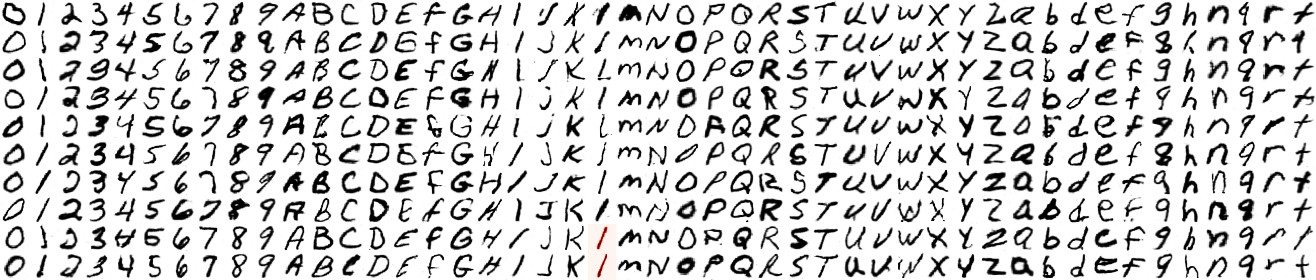 0 1 2 3 4 5 6 7 8 9 A B C D E f G H I J K l m N O P Q R S T U V W X Y Z a b d e f g h n q r t
0 1 2 3 4 5 6 7 8 9 A B C D E f G H I J K l m N O P Q R S T U V W X Y Z a b d e f g h n q r t
0 1 2 3 4 5 6 7 8 9 A B C D E f G H I J K L m N O P Q R S T U V W X Y Z a b d e f g h n q r t
0 1 2 3 4 5 6 7 8 9 A B C D E f G H I J K l m N O P Q R S T U V W X Y Z a b d e f g h n q r t
0 1 2 3 4 5 6 7 8 9 A B C D E f G H I J K l m N O P Q R S T U V W X Y Z a b d e f g h n q r t
0 1 2 3 4 5 6 7 8 9 A B C D E f G H I J K l m N O P Q R S T U V W X Y Z a b d e f g h n q r t
0 1 2 3 4 5 6 7 8 9 A B C D E F G H I J K l m N O P Q R S T U V W X Y Z a b d e f g h n q r t
0 1 2 3 4 5 6 7 8 9 A B C D E f G H I J K l m N O P Q R S T U V W X Y Z a b d e f g h n q r t
0 1 2 3 4 5 6 7 8 9 A B C D E f G H I J K l m N O P Q R S T U V W X Y Z a b d e f g h n q r t
0 1 2 3 4 5 6 7 8 9 A B C D E F G H I J K l m N O P Q R S T U V W X Y Z a b d e f g h n q r t